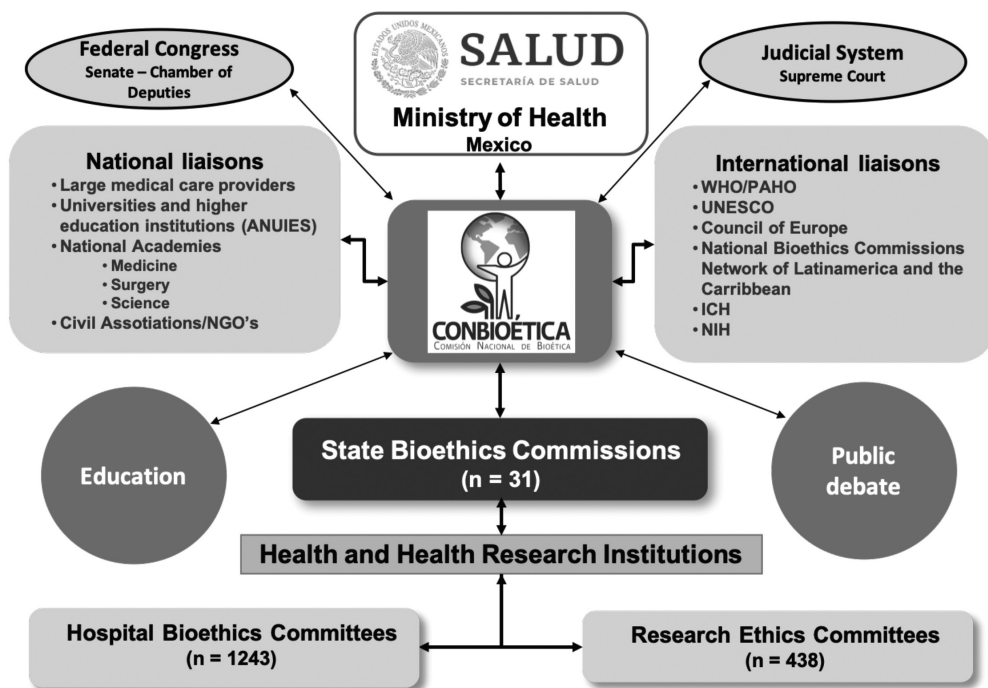 Federal Congress
Senate – Chamber of
Deputies
ESTADOS UNIDOS MEXICANOS
SALUD
SECRETARÍA DE SALUD
Ministry of Health
Mexico
Judicial System
Supreme Court
National liaisons
• Large medical care providers
• Universities and higher
education institutions (ANUIES)
• National Academies
• Medicine
• Surgery
• Science
• Civil Assotiations/NGO's
CONBIOÉTICA
COMISIÓN NACIONAL DE BIOÉTICA
International liaisons
• WHO/PAHO
• UNESCO
• Council of Europe
• National Bioethics Commissions
Network of Latinamerica and the
Carribbean
• ICH
• NIH
Education
State Bioethics Commissions
(n = 31)
Public
debate
Health and Health Research Institutions
Hospital Bioethics Committees
(n = 1243)
Research Ethics Committees
(n = 438)